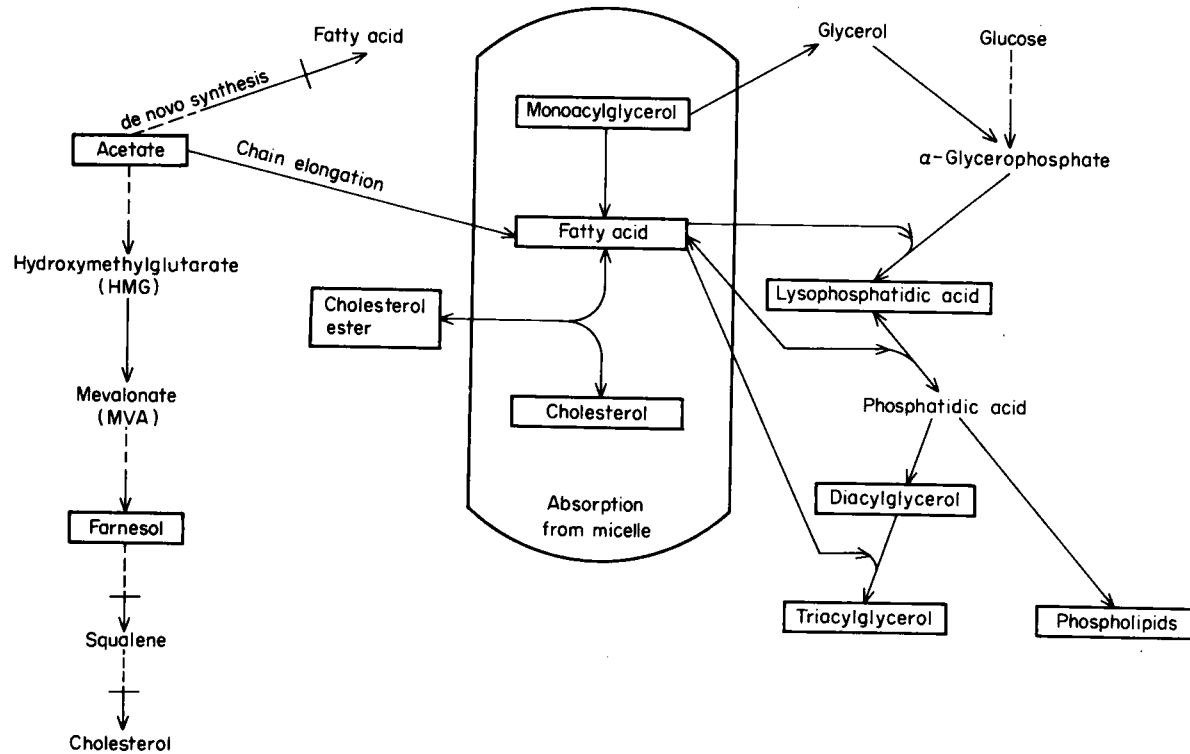 Fatty acid
Glycerol
Glucose
de novo synthesis
Monoacylglycerol
Acetate
Chain elongation
α-Glycerophosphate
Fatty acid
Hydroxymethylglutarate
(HMG)
Cholesterol
ester
Lysophosphatidic acid
Mevalonate
(MVA)
Cholesterol
Phosphatidic acid
Absorption
from micelle
Diacylglycerol
Farnesol
Triacylglycerol
Phospholipids
Squalene
Cholesterol